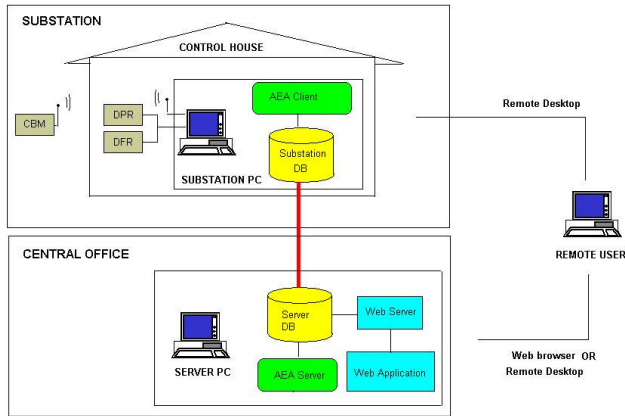 SUBSTATION
CONTROL HOUSE
CBM
DPR
DFR
AEA Client
Substation
DB
SUBSTATION PC
Remote Desktop
REMOTE USER
CENTRAL OFFICE
Server
DB
Web Server
SERVER PC
AEA Server
Web Application
Web browser OR
Remote Desktop